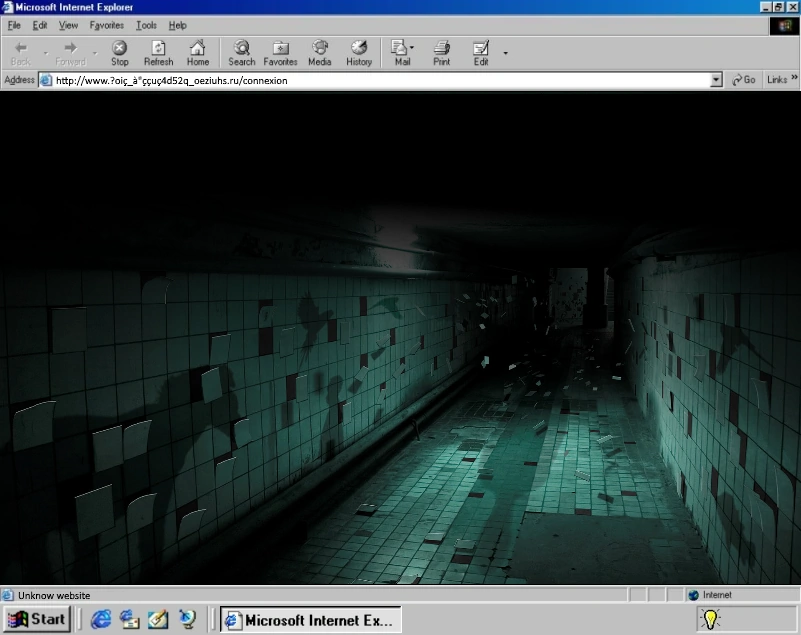 Microsoft Internet Explorer
File Edit View Favorites Tools Help
Back Forward Stop Refresh Home Search Favorites Media History Mail Print Edit
Address http://www.?oiç_à"ççuç4d52q_oeziuhs.ru/connexion Go Links »
Unknow website Internet
Start Microsoft Internet Ex...